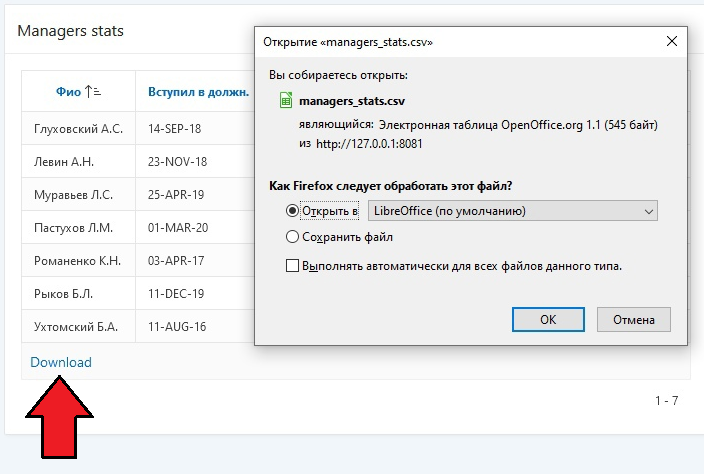 Managers stats
Фио
Вступил в должн.
Глуховский А.С. 14-SEP-18
Левин А.Н. 23-NOV-18
Муравьев Л.С. 25-APR-19
Пастухов Л.М. 01-MAR-20
Романенко К.Н. 03-APR-17
Рыков Б.Л. 11-DEC-19
Ухтомский Б.А. 11-AUG-16
Download
1 - 7
Открытие «managers_stats.csv»
Вы собираетесь открыть:
managers_stats.csv
являющийся: Электронная таблица OpenOffice.org 1.1 (545 байт)
из http://127.0.0.1:8081
Как Firefox следует обработать этот файл?
Открыть в LibreOffice (по умолчанию)
Сохранить файл
Выполнять автоматически для всех файлов данного типа.
ОК Отмена